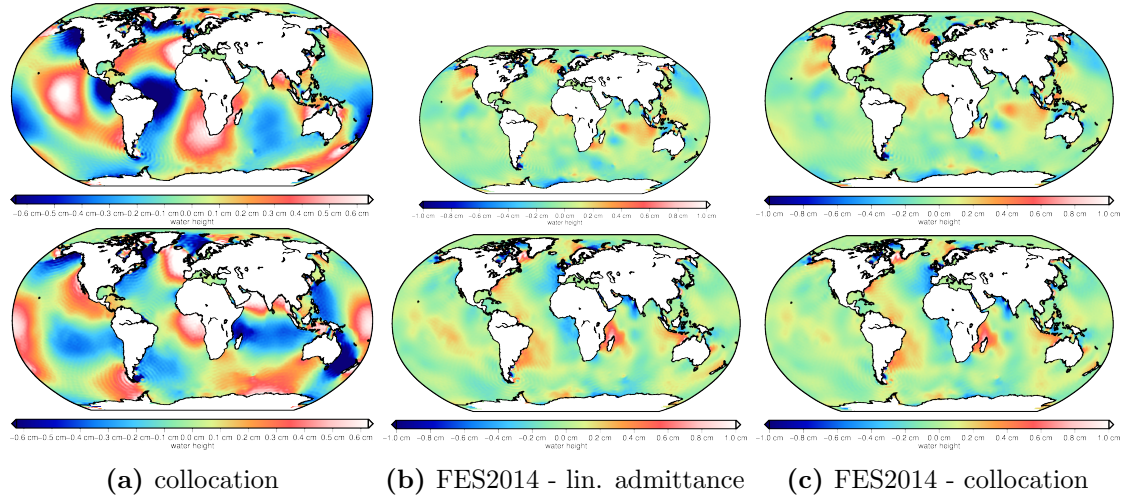 −0.6 cm−0.5 cm−0.4 cm−0.3 cm−0.2 cm−0.1 cm 0.0 cm 0.1 cm 0.2 cm 0.3 cm 0.4 cm 0.5 cm 0.6 cm
water height
−1.0 cm −0.8 cm −0.6 cm −0.4 cm −0.2 cm 0.0 cm 0.2 cm 0.4 cm 0.6 cm 0.8 cm 1.0 cm
water height
−1.0 cm −0.8 cm −0.6 cm −0.4 cm −0.2 cm 0.0 cm 0.2 cm 0.4 cm 0.6 cm 0.8 cm 1.0 cm
water height
−0.6 cm−0.5 cm−0.4 cm−0.3 cm−0.2 cm−0.1 cm 0.0 cm 0.1 cm 0.2 cm 0.3 cm 0.4 cm 0.5 cm 0.6 cm
water height
−1.0 cm −0.8 cm −0.6 cm −0.4 cm −0.2 cm 0.0 cm 0.2 cm 0.4 cm 0.6 cm 0.8 cm 1.0 cm
water height
−1.0 cm −0.8 cm −0.6 cm −0.4 cm −0.2 cm 0.0 cm 0.2 cm 0.4 cm 0.6 cm 0.8 cm 1.0 cm
water height
(a) collocation
(b) FES2014 - lin. admittance
(c) FES2014 - collocation